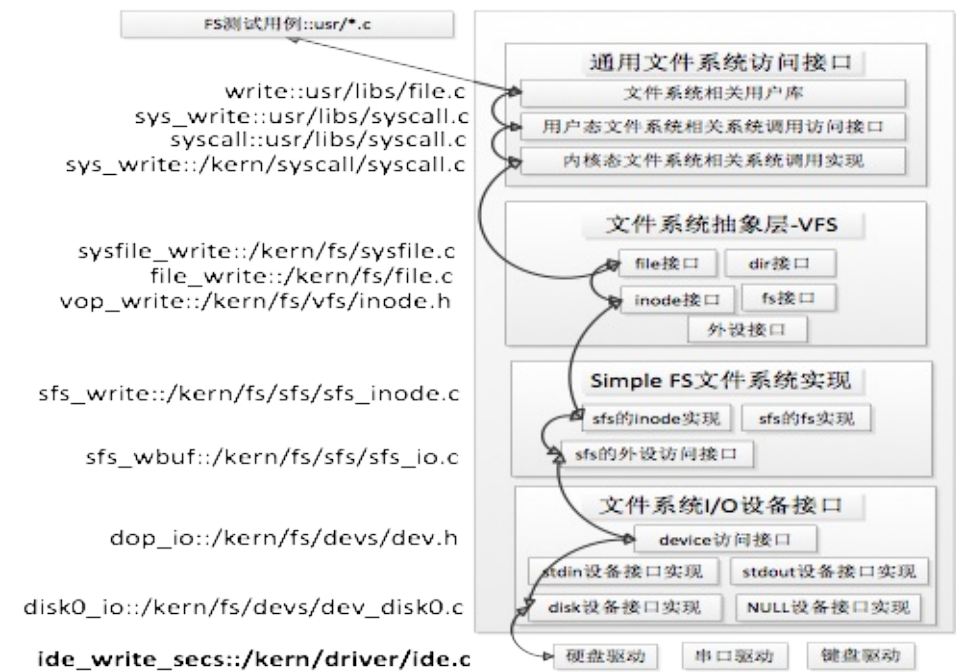 FS测试用例::usr/*.c
通用文件系统访问接口
write::usr/libs/file.c
文件系统相关用户库
sys_write::usr/libs/syscall.c
用户态文件系统相关系统调用访问接口
syscall::usr/libs/syscall.c
sys_write::/kern/syscall/syscall.c
内核态文件系统相关系统调用实现
文件系统抽象层-VFS
sysfile_write::/kern/fs/sysfile.c
file接口 dir接口
file_write::/kern/fs/file.c
vop_write::/kern/fs/vfs/inode.h
inode接口 fs接口
外设接口
Simple FS文件系统实现
sfs_write::/kern/fs/sfs/sfs_inode.c
sfs的inode实现 sfs的fs实现
sfs_wbuf::/kern/fs/sfs/sfs_io.c
sfs的外设访问接口
文件系统I/O设备接口
dop_io::/kern/fs/devs/dev.h
device访问接口
stdin设备接口实现 stdout设备接口实现
disk0_io::/kern/fs/devs/dev_disk0.c
disk设备接口实现 NULL设备接口实现
ide_write_secs::/kern/driver/ide.c
硬盘驱动 串口驱动 键盘驱动